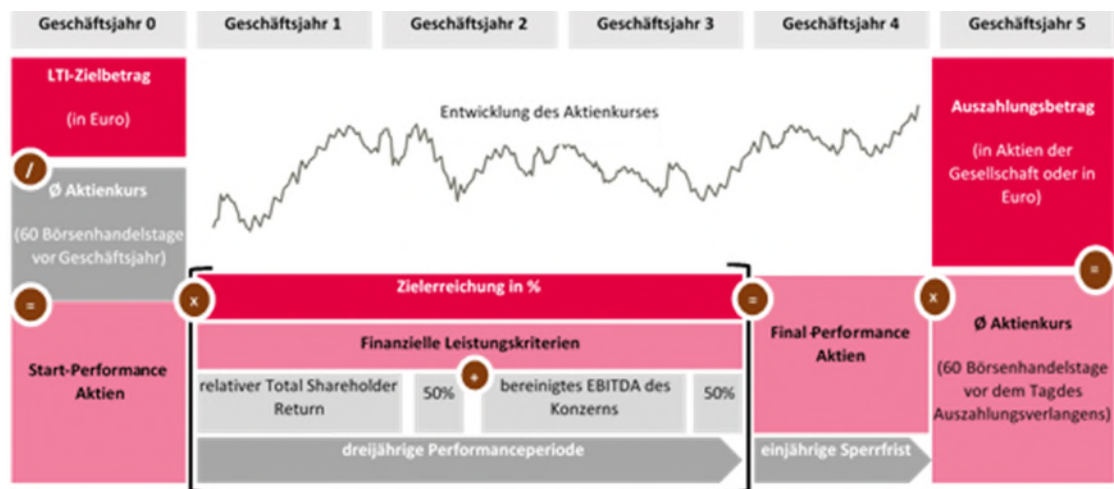 Geschäftsjahr 0
Geschäftsjahr 1
Geschäftsjahr 2
Geschäftsjahr 3
Geschäftsjahr 4
Geschäftsjahr 5
LTI-Zielbetrag
(in Euro)
/
Ø Aktienkurs
(60 Börsenhandelstage
vor Geschäftsjahr)
=
Start-Performance
Aktien
Entwicklung des Aktienkurses
x
Zielerreichung in %
Finanzielle Leistungskriterien
relativer Total Shareholder
Return
50%
+
bereinigtes EBITDA des
Konzerns
50%
dreijährige Performanceperiode
=
Final-Performance
Aktien
einjährige Sperrfrist
x
Auszahlungsbetrag
(in Aktien der
Gesellschaft oder in
Euro)
=
Ø Aktienkurs
(60 Börsenhandelstage
vor dem Tagdes
Auszahlungsverlangens)